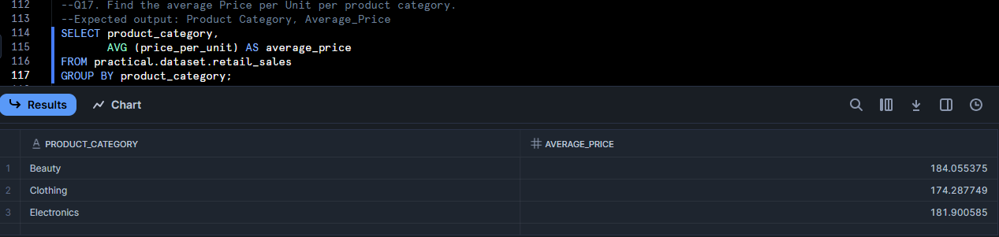 112 --Q17. Find the average Price per Unit per product category.
113 --Expected output: Product Category, Average_Price
114 SELECT product_category,
115 AVG (price_per_unit) AS average_price
116 FROM practical.dataset.retail_sales
117 GROUP BY product_category;
Results Chart
PRODUCT_CATEGORY AVERAGE_PRICE
1 Beauty 184.055375
2 Clothing 174.287749
3 Electronics 181.900585